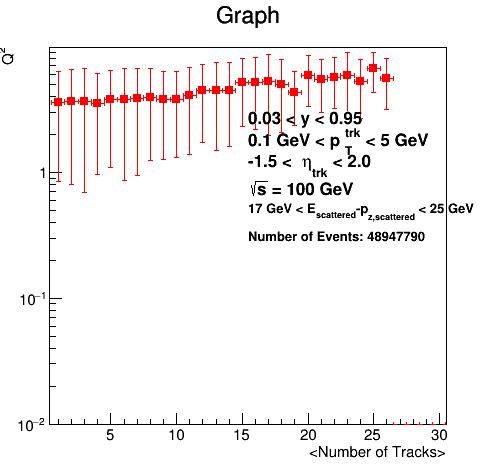 Graph
Q²
0.03 < y < 0.95
0.1 GeV < p_T^trk < 5 GeV
-1.5 < η_trk < 2.0
√s = 100 GeV
17 GeV < E_scattered-p_z,scattered < 25 GeV
Number of Events: 48947790
1
10⁻¹
10⁻²
5 10 15 20 25 30
<Number of Tracks>